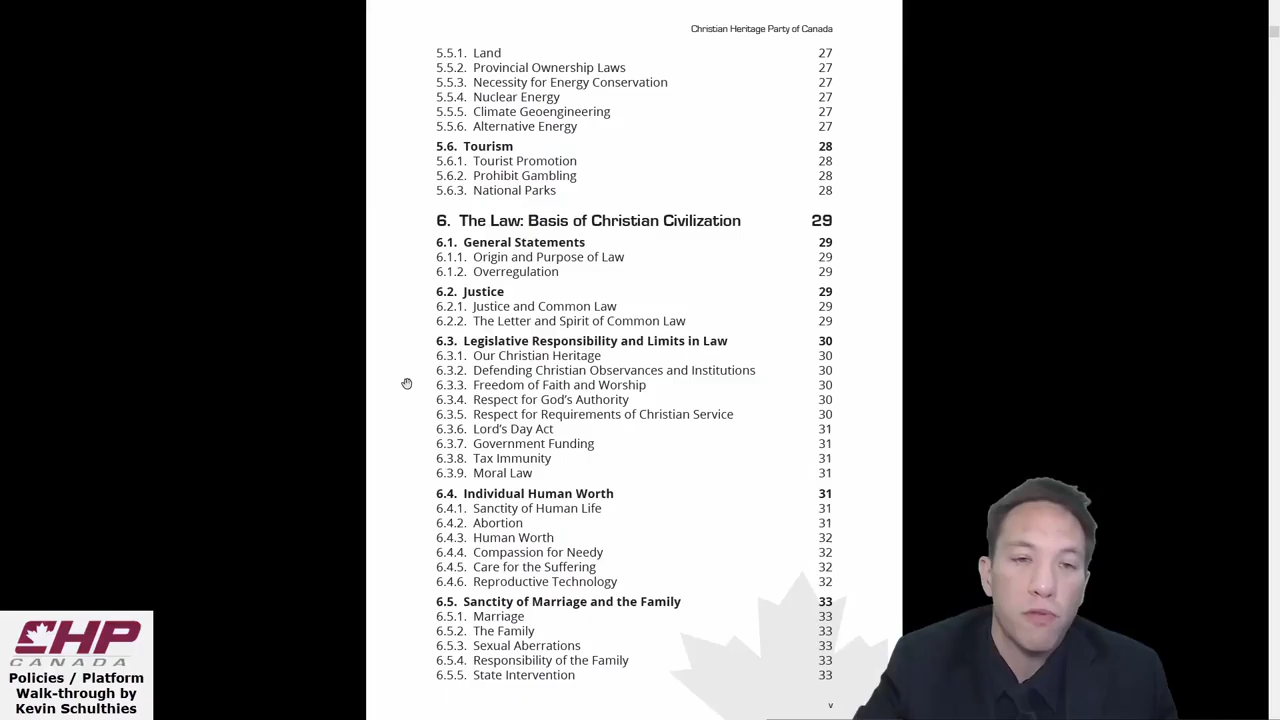 Christian Heritage Party of Canada
5.5.1. Land 27
5.5.2. Provincial Ownership Laws 27
5.5.3. Necessity for Energy Conservation 27
5.5.4. Nuclear Energy 27
5.5.5. Climate Geoengineering 27
5.5.6. Alternative Energy 27
5.6. Tourism 28
5.6.1. Tourist Promotion 28
5.6.2. Prohibit Gambling 28
5.6.3. National Parks 28
6. The Law: Basis of Christian Civilization 29
6.1. General Statements 29
6.1.1. Origin and Purpose of Law 29
6.1.2. Overregulation 29
6.2. Justice 29
6.2.1. Justice and Common Law 29
6.2.2. The Letter and Spirit of Common Law 29
6.3. Legislative Responsibility and Limits in Law 30
6.3.1. Our Christian Heritage 30
6.3.2. Defending Christian Observances and Institutions 30
6.3.3. Freedom of Faith and Worship 30
6.3.4. Respect for God's Authority 30
6.3.5. Respect for Requirements of Christian Service 30
6.3.6. Lord's Day Act 31
6.3.7. Government Funding 31
6.3.8. Tax Immunity 31
6.3.9. Moral Law 31
6.4. Individual Human Worth 31
6.4.1. Sanctity of Human Life 31
6.4.2. Abortion 31
6.4.3. Human Worth 32
6.4.4. Compassion for Needy 32
6.4.5. Care for the Suffering 32
6.4.6. Reproductive Technology 32
6.5. Sanctity of Marriage and the Family 33
6.5.1. Marriage 33
6.5.2. The Family 33
6.5.3. Sexual Aberrations 33
6.5.4. Responsibility of the Family 33
6.5.5. State Intervention 33
v
CHP
CANADA
Policies / Platform
Walk-through by
Kevin Schulthies